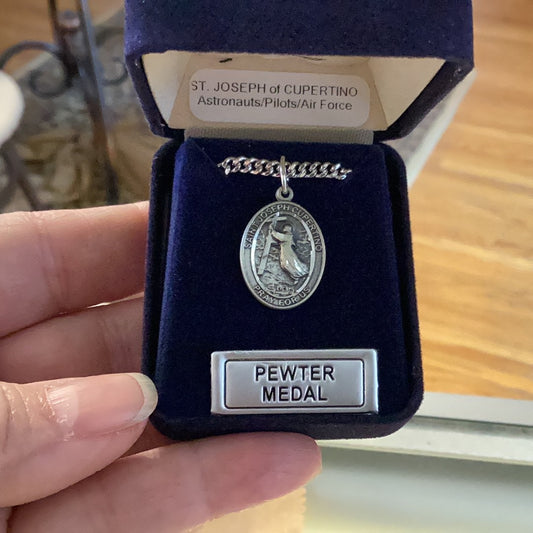 ST. JOSEPH of CUPERTINO
Astronauts/Pilots/Air Force
SAINT JOSEPH CUPERTINO
PRAY FOR US
PEWTER
MEDAL